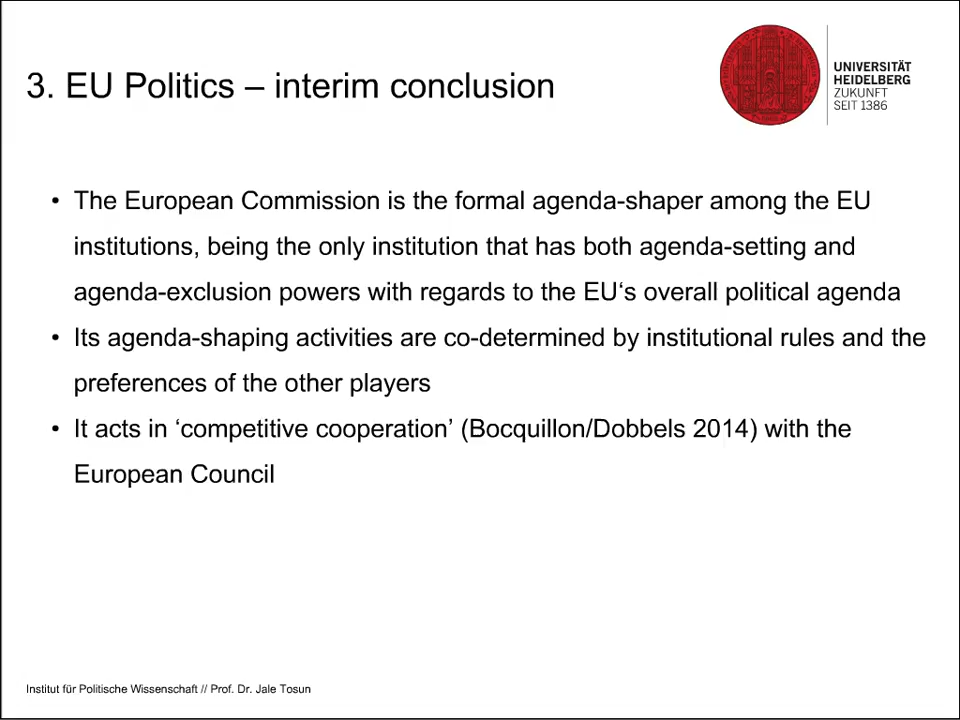 3. EU Politics – interim conclusion
UNIVERSITÄT
HEIDELBERG
ZUKUNFT
SEIT 1386
• The European Commission is the formal agenda-shaper among the EU
institutions, being the only institution that has both agenda-setting and
agenda-exclusion powers with regards to the EU‘s overall political agenda
• Its agenda-shaping activities are co-determined by institutional rules and the
preferences of the other players
• It acts in ‘competitive cooperation’ (Bocquillon/Dobbels 2014) with the
European Council
Institut für Politische Wissenschaft // Prof. Dr. Jale Tosun